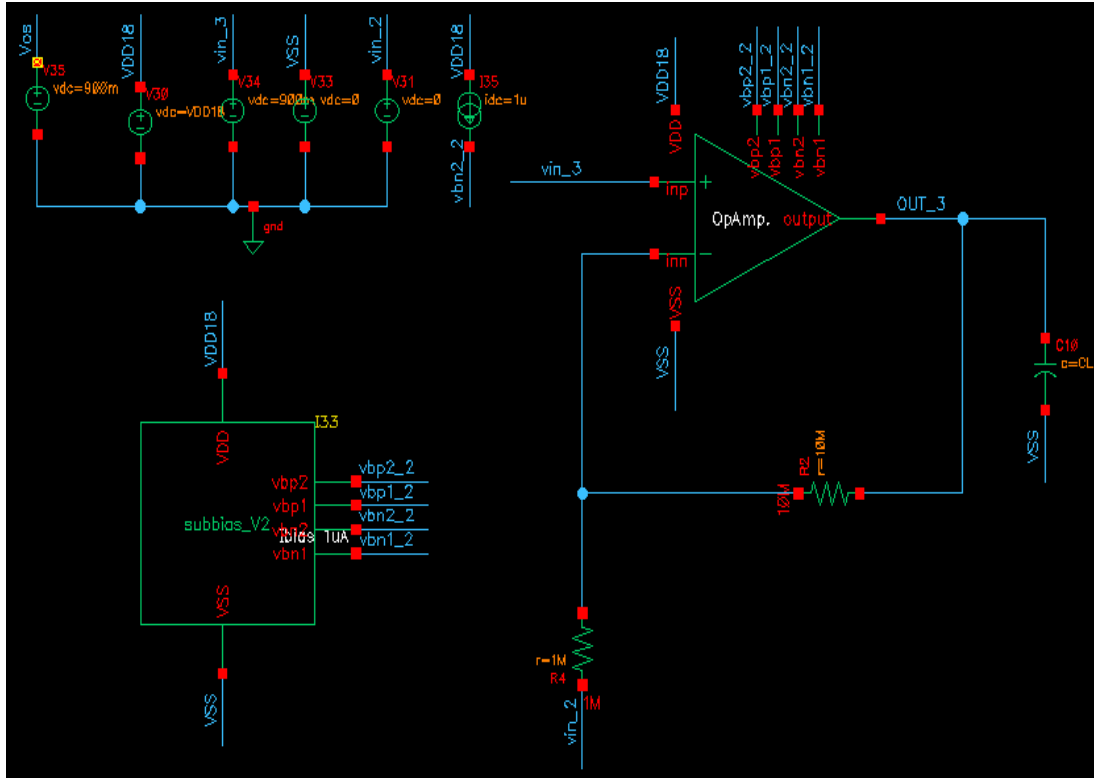 Vos
VDD18
vin_3
VSS
vin_2
VDD18
V35
vdc=900m
V30
vdc=VDD18
V34
vdc=900m
V33
vdc=0
V31
vdc=0
I35
idc=1u
vbn2_2
gnd
VDD18
vbp2_2
vbp1_2
vbn2_2
vbn1_2
VDD
vbp2
vbp1
vbn2
vbn1
vin_3
inp
+
OpAmp.
output
OUT_3
inn
−
VSS
VSS
C10
c=CL
VSS
VDD18
I33
VDD
vbp2
vbp2_2
vbp1
vbp1_2
subbias_V2
vbn2
vbn2_2
Ibias 1uA
vbn1
vbn1_2
VSS
VSS
R2
r=10M
10M
r=1M
R4
1M
vin_2